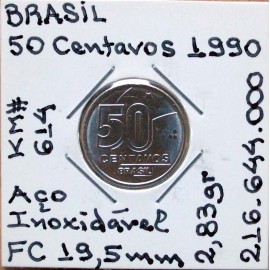 BRASIL
50 Centavos 1990
KM# 614
50
CENTAVOS
BRASIL
Aço
Inoxidável
FC 19,5mm
2,83gr
216.644.000